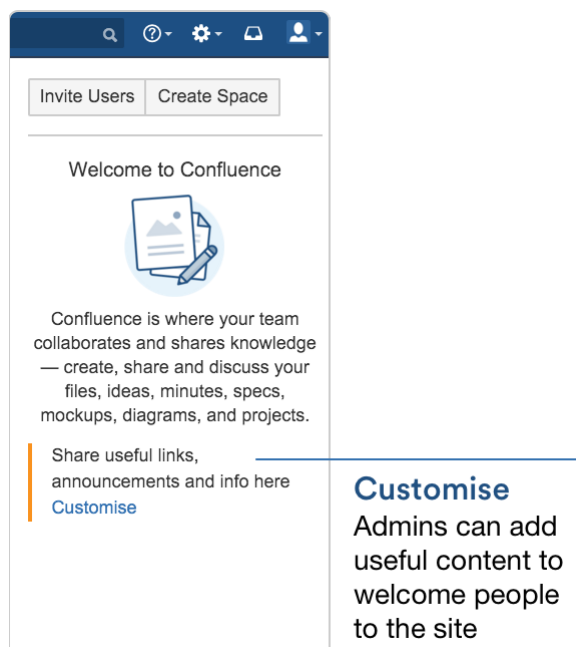 Invite Users Create Space
Welcome to Confluence
Confluence is where your team
collaborates and shares knowledge
— create, share and discuss your
files, ideas, minutes, specs,
mockups, diagrams, and projects.
Share useful links,
announcements and info here
Customise
Customise
Admins can add
useful content to
welcome people
to the site